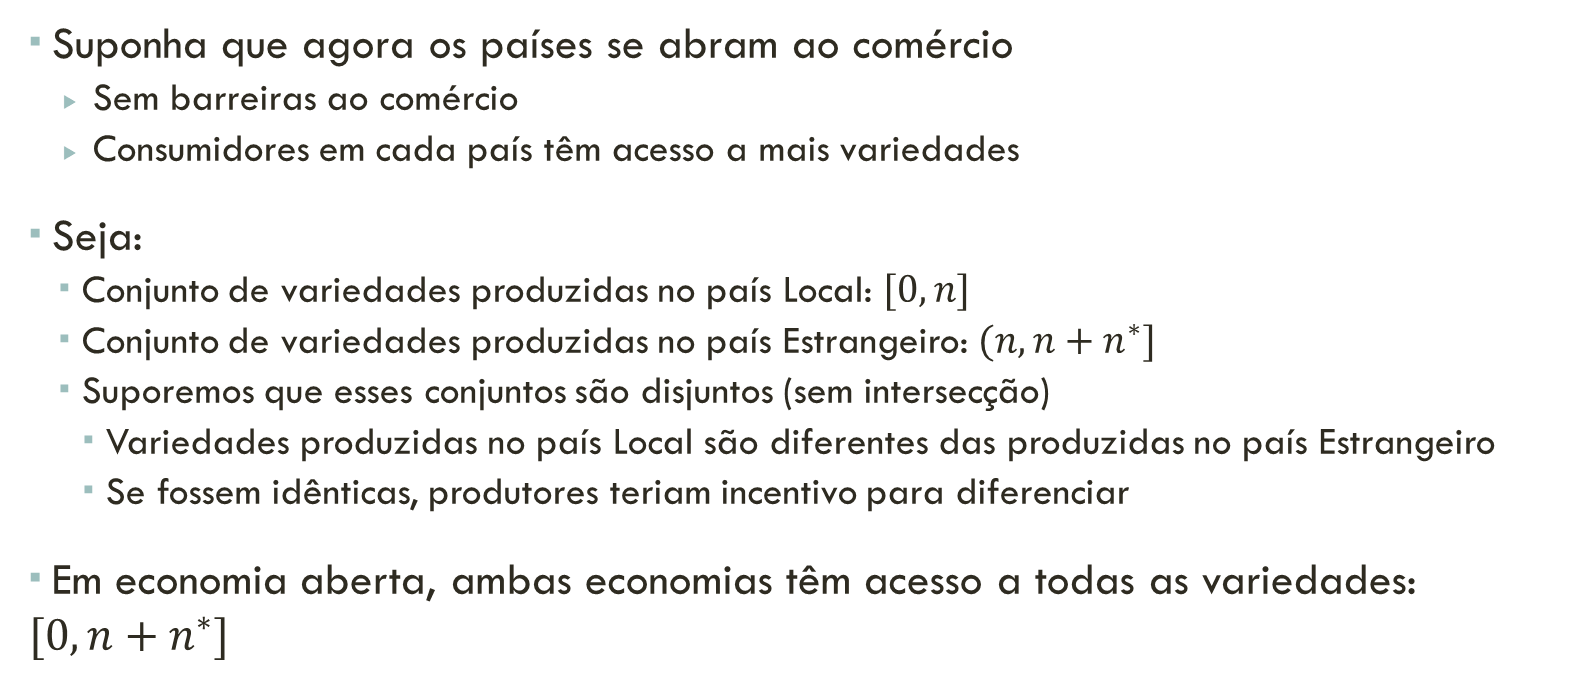 ▪ Suponha que agora os países se abram ao comércio
▸ Sem barreiras ao comércio
▸ Consumidores em cada país têm acesso a mais variedades
▪ Seja:
▪ Conjunto de variedades produzidas no país Local: [0, n]
▪ Conjunto de variedades produzidas no país Estrangeiro: (n, n + n*]
▪ Suporemos que esses conjuntos são disjuntos (sem intersecção)
▪ Variedades produzidas no país Local são diferentes das produzidas no país Estrangeiro
▪ Se fossem idênticas, produtores teriam incentivo para diferenciar
▪ Em economia aberta, ambas economias têm acesso a todas as variedades:
[0, n + n*]